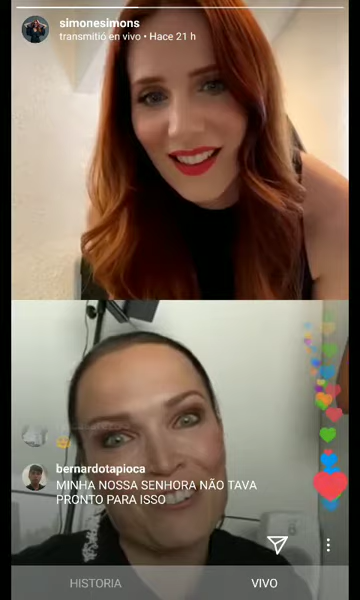 simonesimons
transmitió en vivo • Hace 21 h
bernardotapioca
MINHA NOSSA SENHORA NÃO TAVA
PRONTO PARA ISSO
HISTORIA
VIVO